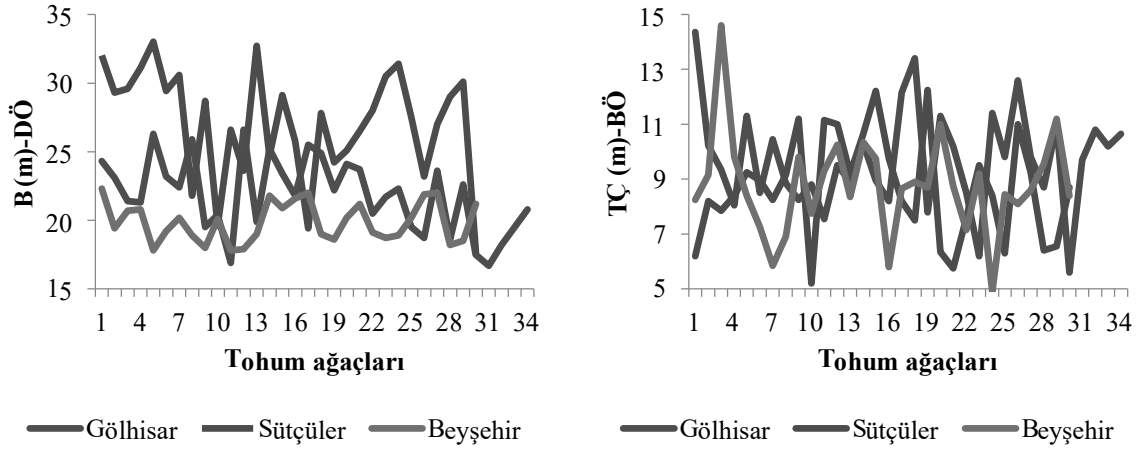 B (m)-DÖ
35
30
25
20
15
1 4 7 10 13 16 19 22 25 28 31 34
Tohum ağaçları
Gölhisar Sütçüler Beyşehir
TÇ (m)-BÖ
15
13
11
9
7
5
1 4 7 10 13 16 19 22 25 28 31 34
Tohum ağaçları
Gölhisar Sütçüler Beyşehir